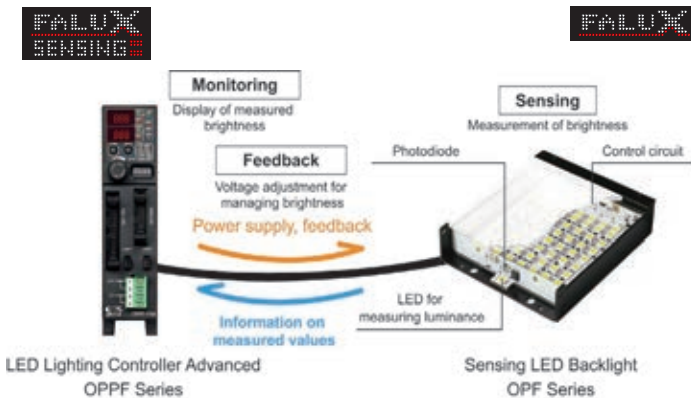 FALUX
SENSING
FALUX
Monitoring
Display of measured
brightness
Sensing
Measurement of brightness
Feedback
Voltage adjustment for
managing brightness
Photodiode
Control circuit
Power supply, feedback
Information on
measured values
LED for
measuring luminance
LED Lighting Controller Advanced
OPPF Series
Sensing LED Backlight
OPF Series